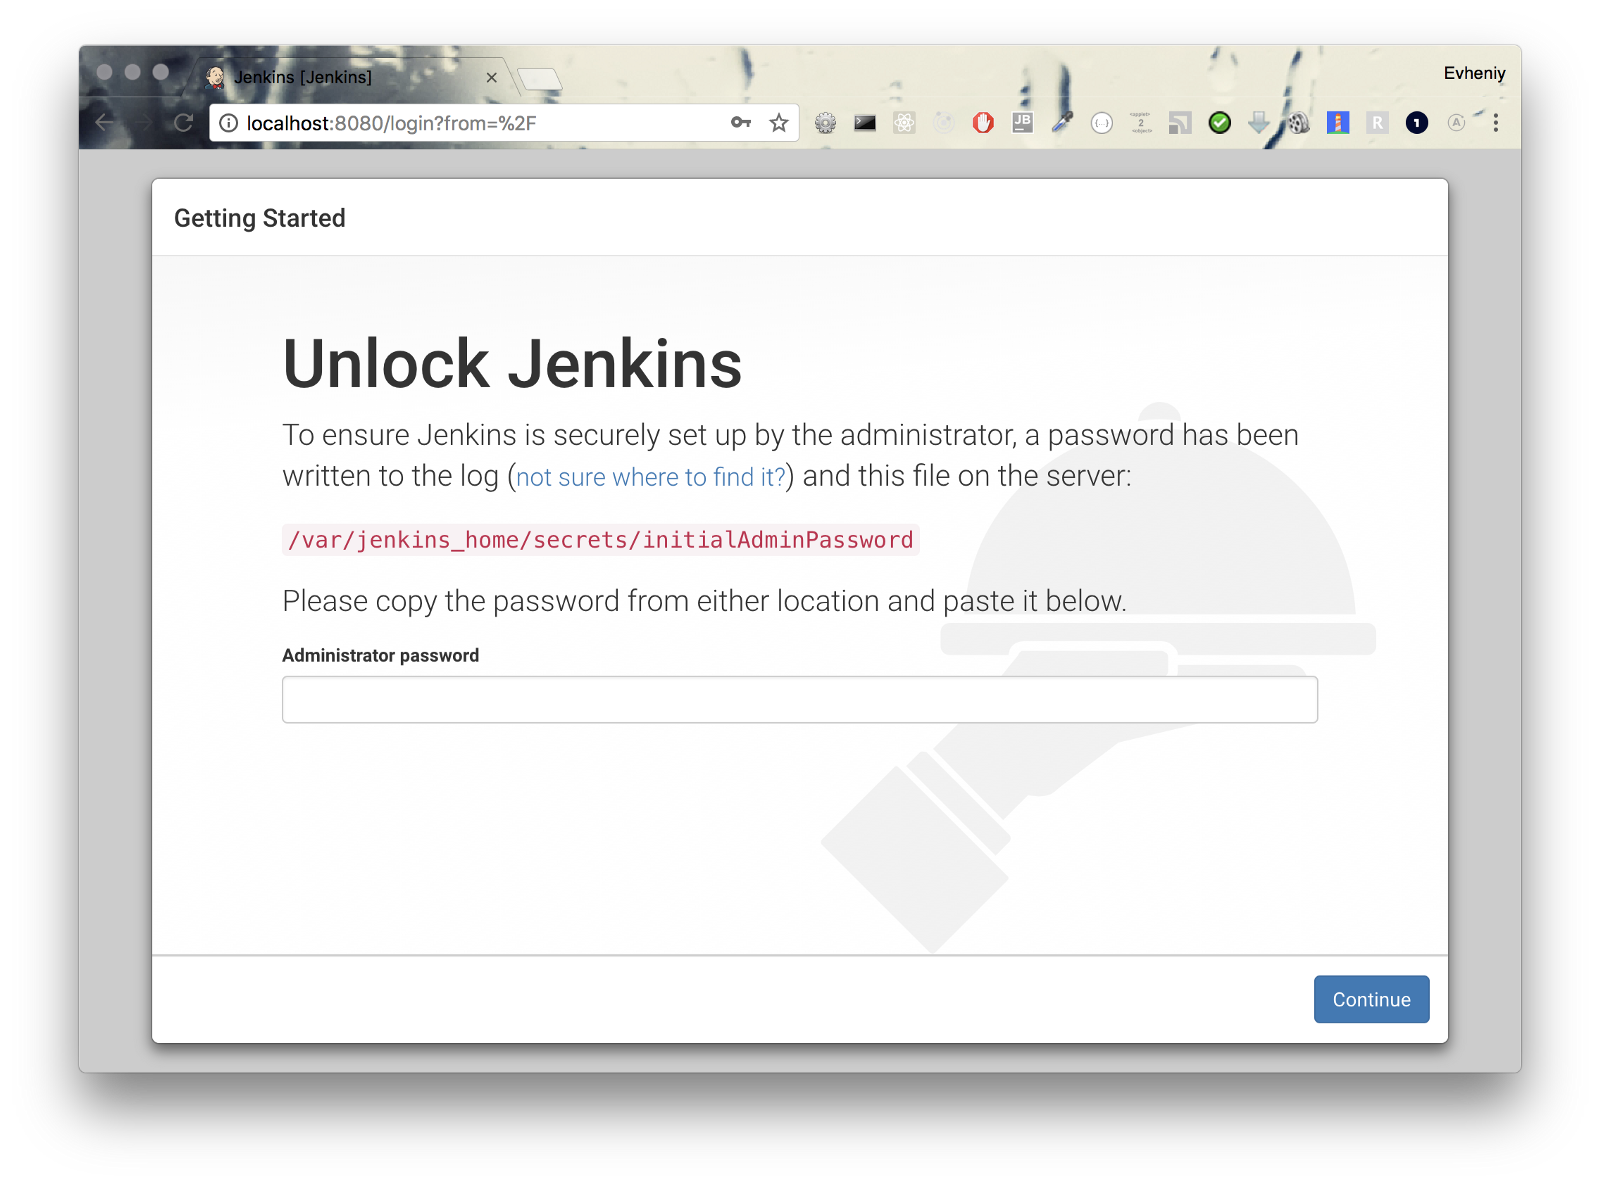 Jenkins [Jenkins]
Evheniy
localhost:8080/login?from=%2F
JB
2
R
1
A
Getting Started
Unlock Jenkins
To ensure Jenkins is securely set up by the administrator, a password has been
written to the log (not sure where to find it?) and this file on the server:
/var/jenkins_home/secrets/initialAdminPassword
Please copy the password from either location and paste it below.
Administrator password
Continue